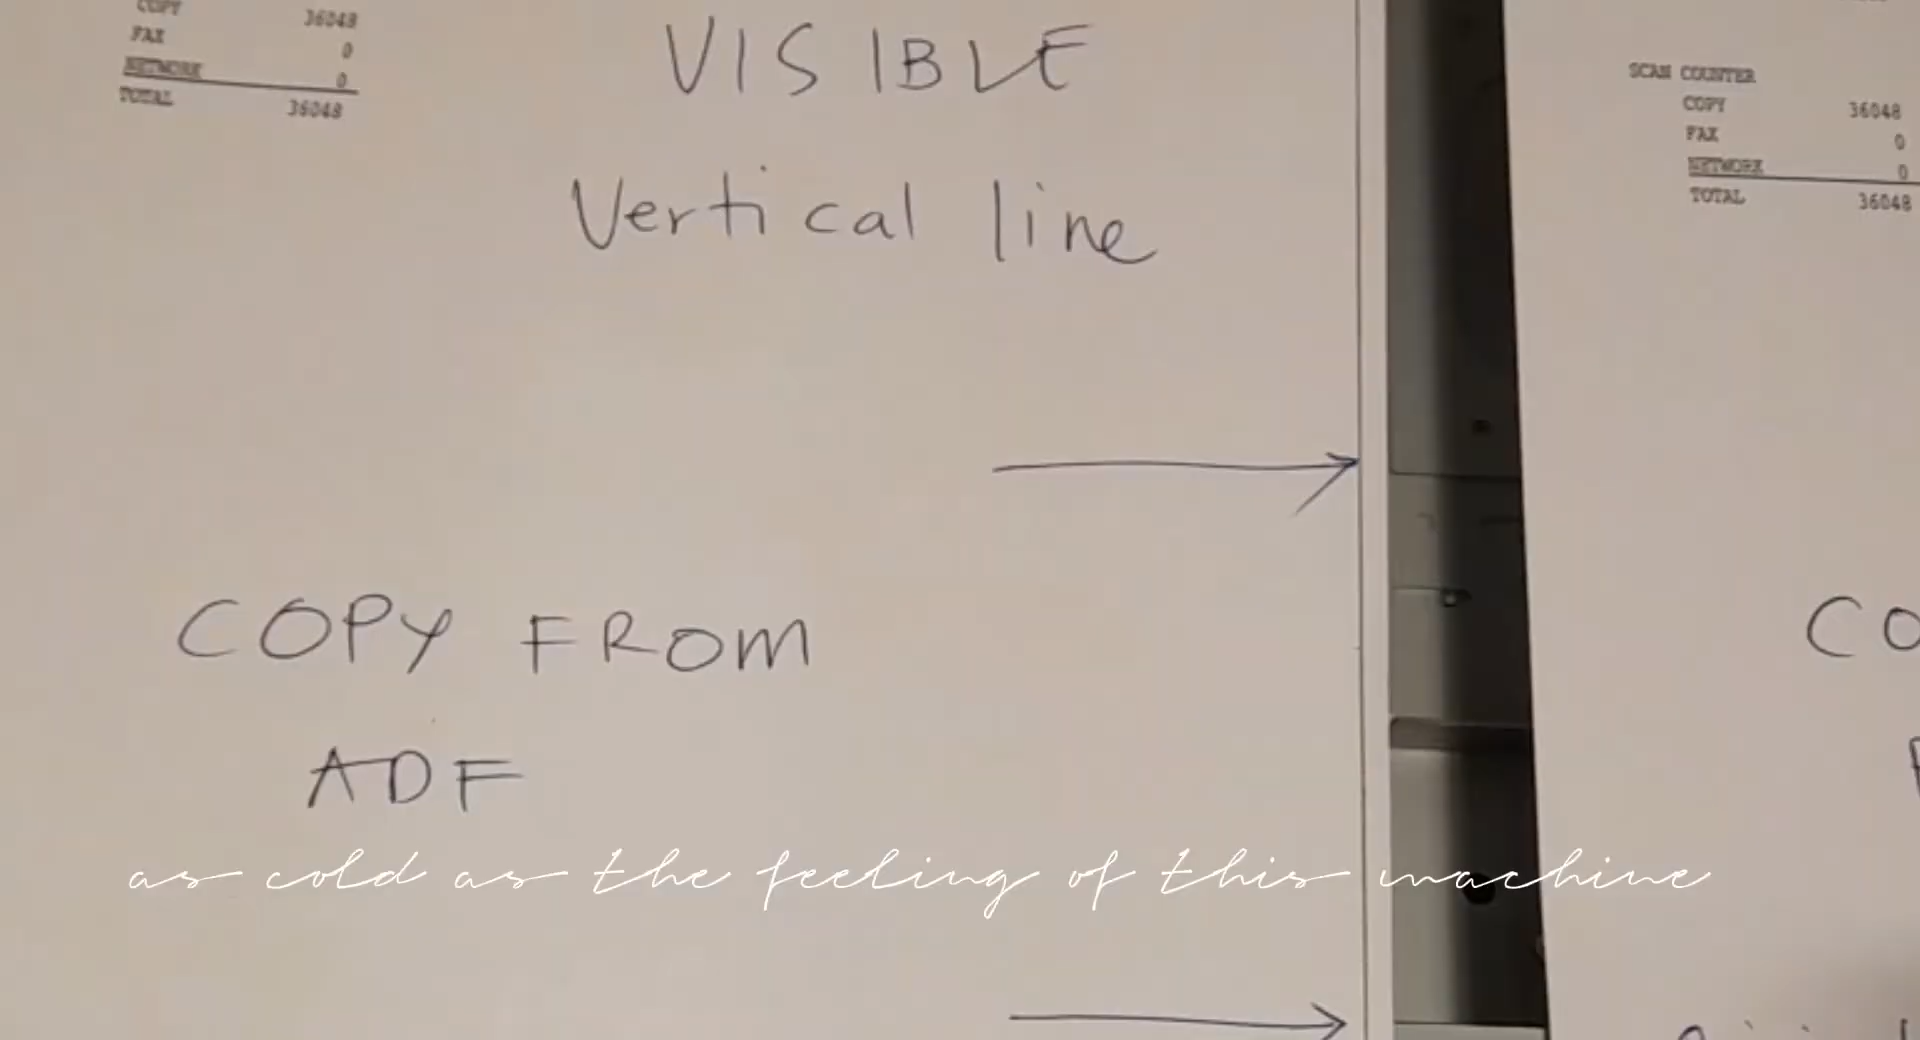 COPY 36048
FAX 0
NETWORK 0
TOTAL 36048
VISIBLE
Vertical line
COPY FROM
ADF
SCAN COUNTER
COPY 36048
FAX 0
NETWORK 0
TOTAL 36048
CO
as cold as the feeling of this machine